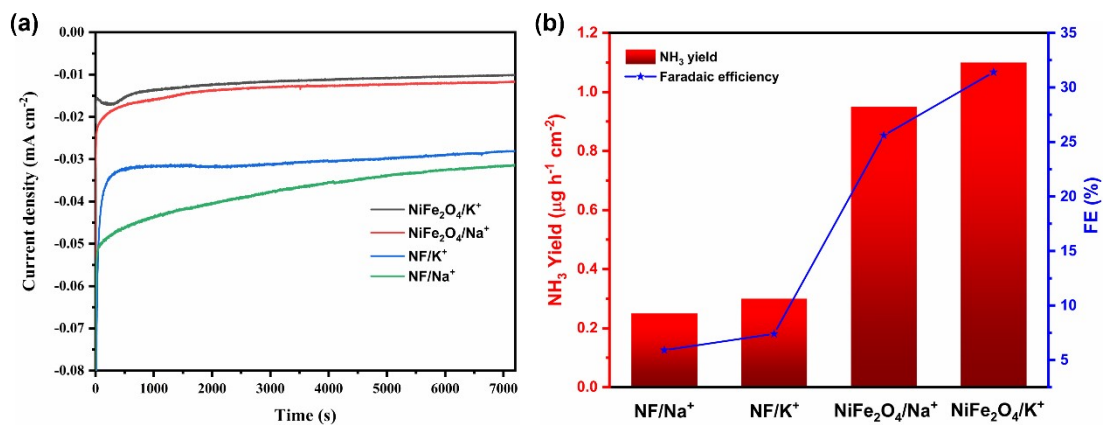 (a)
0.00
-0.01
-0.02
-0.03
-0.04
-0.05
-0.06
-0.07
-0.08
Current density (mA cm⁻²)
NiFe₂O₄/K⁺
NiFe₂O₄/Na⁺
NF/K⁺
NF/Na⁺
0 1000 2000 3000 4000 5000 6000 7000
Time (s)
(b)
1.2
1.0
0.8
0.6
0.4
0.2
0.0
NH₃ Yield (μg h⁻¹ cm⁻²)
NH₃ yield
Faradaic efficiency
35
30
25
20
15
10
5
FE (%)
NF/Na⁺ NF/K⁺ NiFe₂O₄/Na⁺ NiFe₂O₄/K⁺